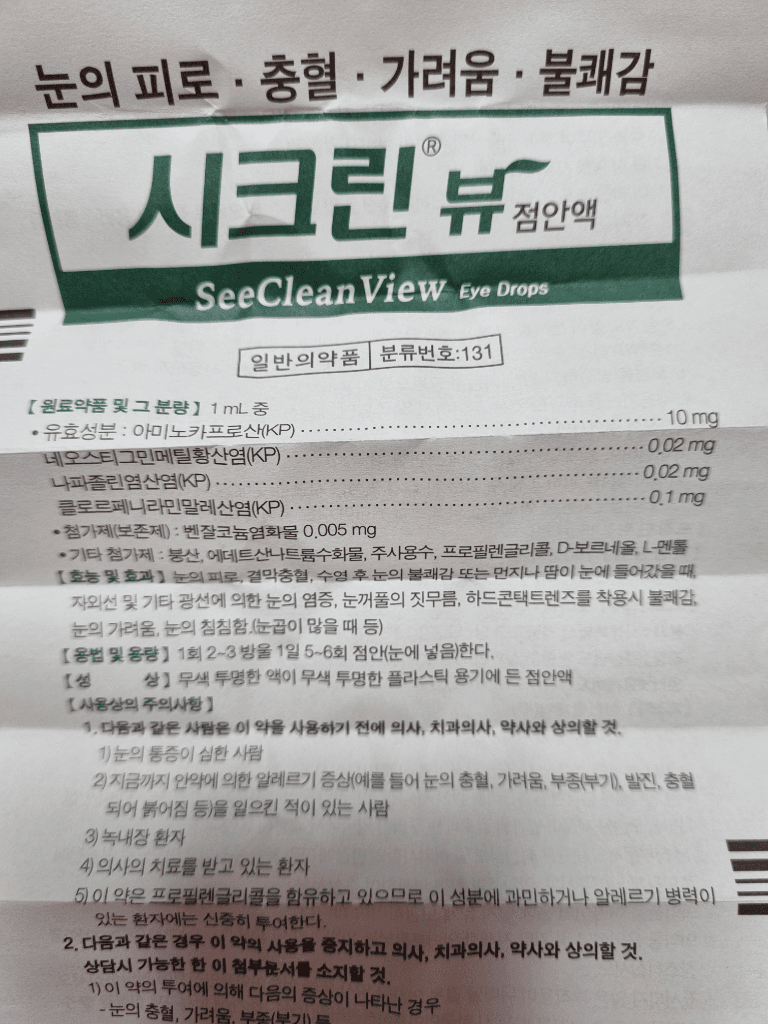 눈의 피로 · 충혈 · 가려움 · 불쾌감
시크린® 뷰 점안액
SeeCleanView Eye Drops
일반의약품 분류번호:131
【 원료약품 및 그 분량 】 1 mL 중
• 유효성분 : 아미노카프로산(KP) ········ 10 mg
네오스티그민메틸황산염(KP) ········ 0.02 mg
나파졸린염산염(KP) ········ 0.02 mg
클로르페니라민말레산염(KP) ········ 0.1 mg
• 첨가제(보존제) : 벤잘코늄염화물 0.005 mg
• 기타 첨가제 : 붕산, 에데트산나트륨수화물, 주사용수, 프로필렌글리콜, D-보르네올, L-멘톨
【 효능 및 효과 】 눈의 피로, 결막충혈, 수영 후 눈의 불쾌감 또는 먼지나 땀이 눈에 들어갔을 때,
자외선 및 기타 광선에 의한 눈의 염증, 눈꺼풀의 짓무름, 하드콘택트렌즈를 착용시 불쾌감,
눈의 가려움, 눈의 침침함.(눈곱이 많을 때 등)
【 용법 및 용량 】 1회 2~3 방울 1일 5~6회 점안(눈에 넣음)한다.
【 성 상 】 무색 투명한 액이 무색 투명한 플라스틱 용기에 든 점안액
【 사용상의 주의사항 】
1. 다음과 같은 사람은 이 약을 사용하기 전에 의사, 치과의사, 약사와 상의할 것.
1) 눈의 통증이 심한 사람
2) 지금까지 안약에 의한 알레르기 증상(예를 들어 눈의 충혈, 가려움, 부종(부기), 발진, 충혈
되어 붉어짐 등)을 일으킨 적이 있는 사람
3) 녹내장 환자
4) 의사의 치료를 받고 있는 환자
5) 이 약은 프로필렌글리콜을 함유하고 있으므로 이 성분에 과민하거나 알레르기 병력이
있는 환자에는 신중히 투여한다.
2. 다음과 같은 경우 이 약의 사용을 중지하고 의사, 치과의사, 약사와 상의할 것.
상담시 가능한 한 이 첨부문서를 소지할 것.
1) 이 약의 투여에 의해 다음의 증상이 나타난 경우
- 눈의 충혈, 가려움, 부종(부기) 등